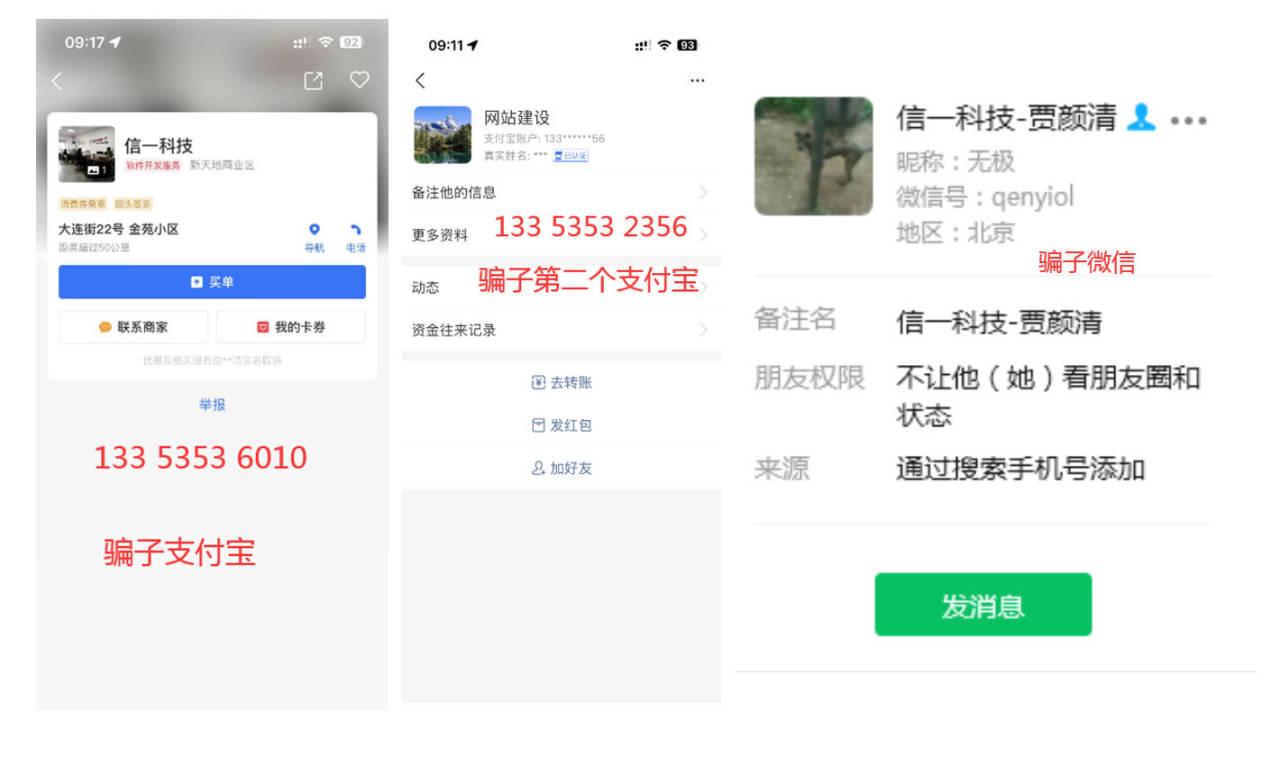 09:17
92
信一科技
软件开发服务 新天地商业区
1
消费券商家 回头客多
大连街22号 金苑小区
距离超过50公里
导航 电话
买单
联系商家
我的卡券
举报
133 5353 6010
骗子支付宝
09:11
93
网站建设
支付宝账户: 133******56
真实姓名: *** 已认证
备注他的信息
133 5353 2356
更多资料
骗子第二个支付宝
动态
资金往来记录
去转账
发红包
加好友
信一科技-贾颜清
昵称：无极
微信号：qenyiol
地区：北京
骗子微信
备注名 信一科技-贾颜清
朋友权限 不让他（她）看朋友圈和
状态
来源 通过搜索手机号添加
发消息